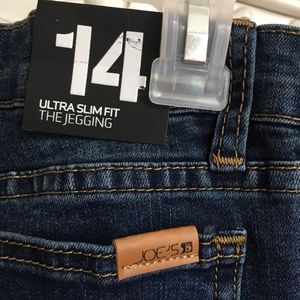 14
ULTRA SLIM FIT
THE JEGGING
JOE'S